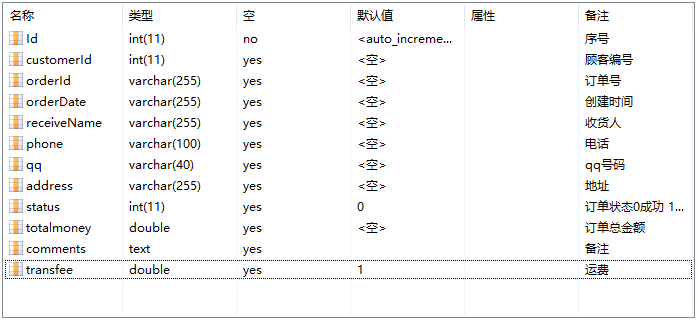 名称 类型 空 默认值 属性 备注
Id int(11) no <auto_increme... 序号
customerId int(11) yes <空> 顾客编号
orderId varchar(255) yes <空> 订单号
orderDate varchar(255) yes <空> 创建时间
receiveName varchar(255) yes <空> 收货人
phone varchar(100) yes <空> 电话
qq varchar(40) yes <空> qq号码
address varchar(255) yes <空> 地址
status int(11) yes 0 订单状态0成功 1...
totalmoney double yes <空> 订单总金额
comments text yes 备注
transfee double yes 1 运费